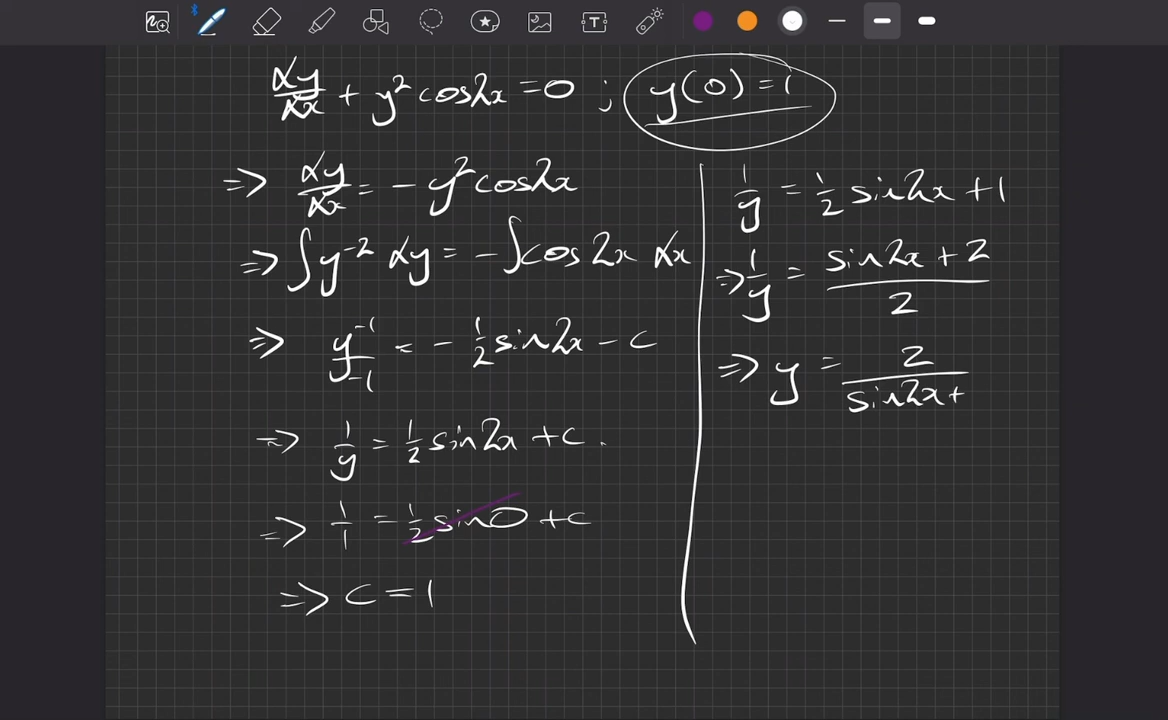 dy/dx + y² cos2x = 0 ; y(0) = 1
=> dy/dx = - y² cos2x
=> ∫ y⁻² dy = - ∫ cos 2x dx
=> y⁻¹/-1 = - 1/2 sin2x - c
=> 1/y = 1/2 sin2x + c .
=> 1/1 = 1/2 sin0 + c
=> c = 1
1/y = 1/2 sin2x + 1
=> 1/y = sin2x + 2 / 2
=> y = 2 / sin2x +